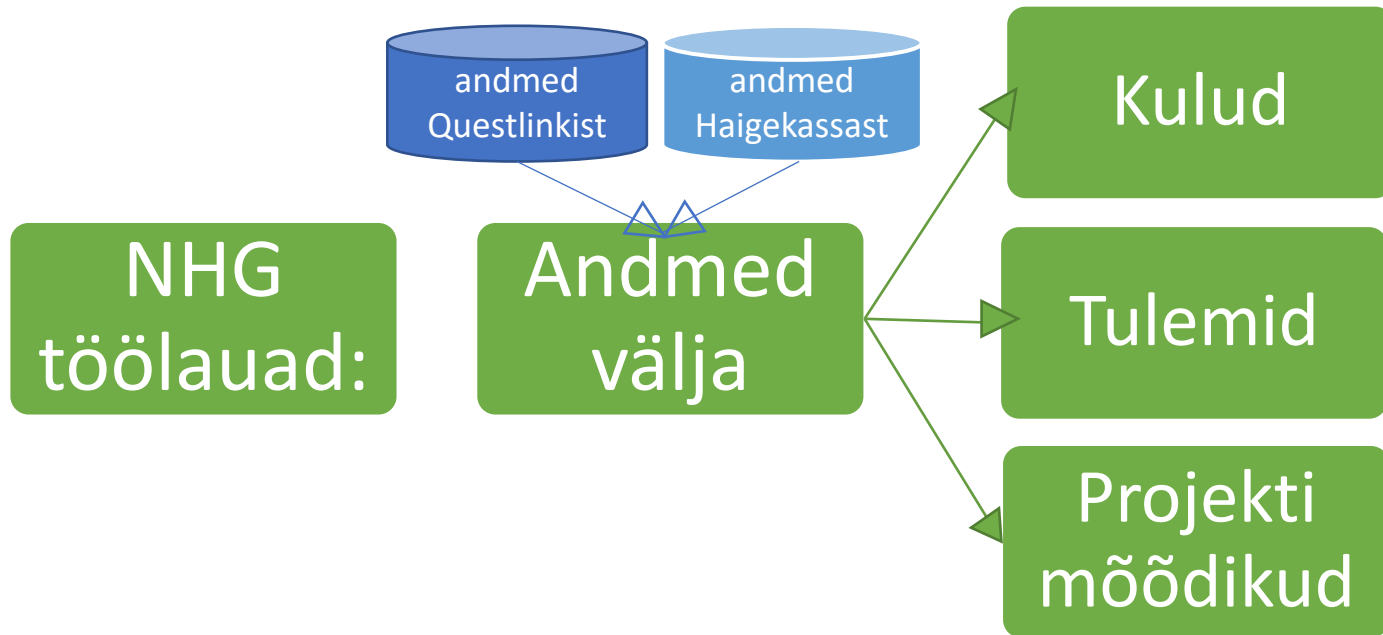 andmed
Questlinkist
andmed
Haigekassast
NHG
töölauad:
Andmed
välja
Kulud
Tulemid
Projekti
mõõdikud